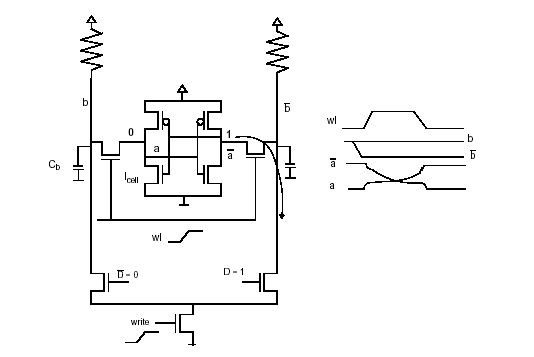 b
b̅
0
1
a
a̅
C_b
I_cell
wl
D̅ = 0
D = 1
write
wl
b
b̅
a̅
a